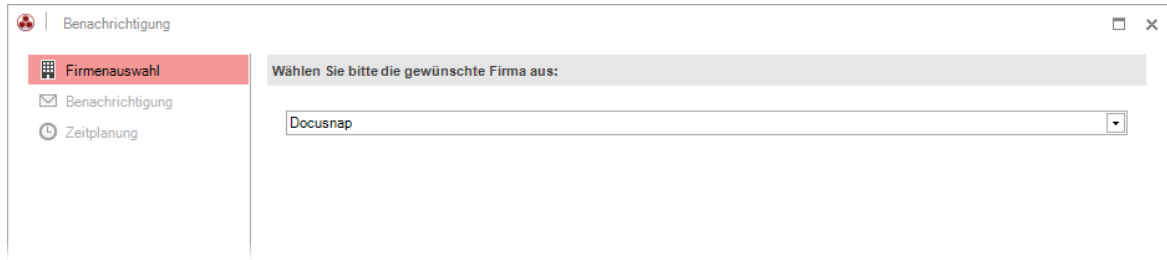 Benachrichtigung
Firmenauswahl
Benachrichtigung
Zeitplanung
Wählen Sie bitte die gewünschte Firma aus:
Docusnap